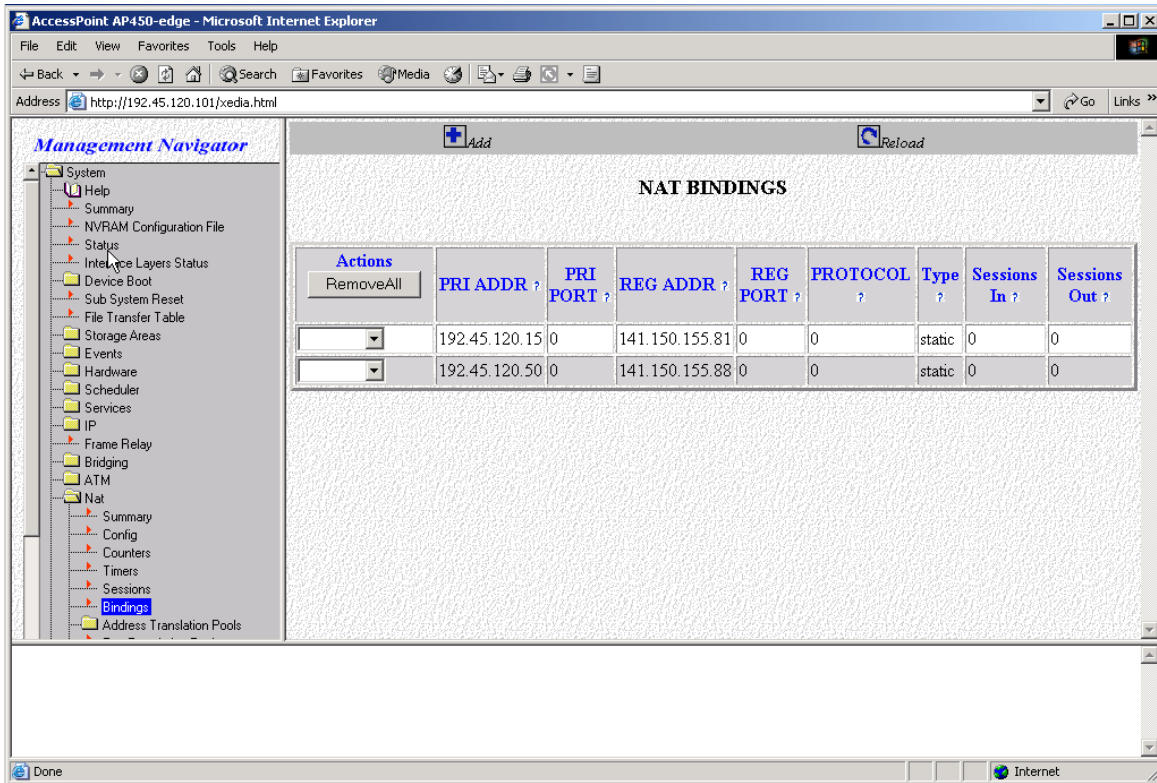 AccessPoint AP450-edge - Microsoft Internet Explorer
File Edit View Favorites Tools Help
Back Search Favorites Media
Address http://192.45.120.101/xedia.html Go Links »
Management Navigator
System
Help
Summary
NVRAM Configuration File
Status
Layers Status
Device Boot
Sub System Reset
File Transfer Table
Storage Areas
Events
Hardware
Scheduler
Services
IP
Frame Relay
Bridging
ATM
Nat
Summary
Config
Counters
Timers
Sessions
Bindings
Address Translation Pools
Add Reload
NAT BINDINGS
Actions
RemoveAll
PRI ADDR ?
PRI
PORT ?
REG ADDR ?
REG
PORT ?
PROTOCOL
?
Type
?
Sessions
In ?
Sessions
Out ?
192.45.120.15 0 141.150.155.81 0 0 static 0 0
192.45.120.50 0 141.150.155.88 0 0 static 0 0
Done Internet